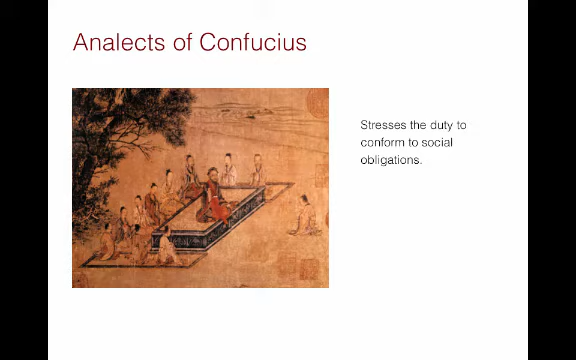 Analects of Confucius
Stresses the duty to
conform to social
obligations.